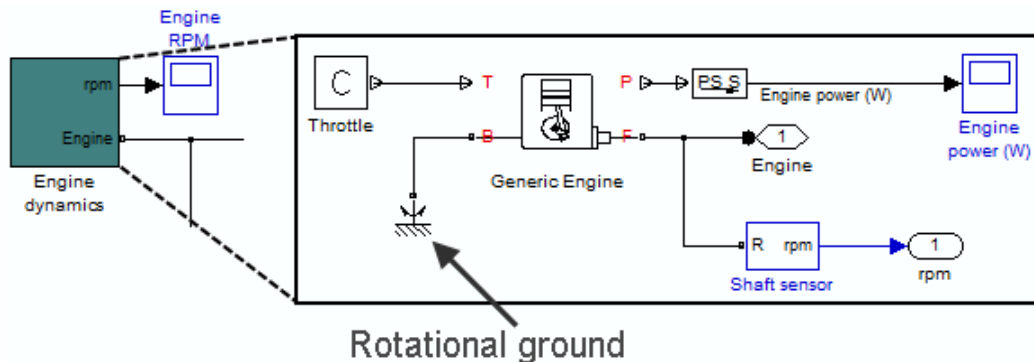 Engine
RPM
rpm
Engine
Engine
dynamics
C
Throttle
T
P
B
F
Generic Engine
PS S
Engine power (W)
Engine
power (W)
1
Engine
R
rpm
Shaft sensor
1
rpm
Rotational ground